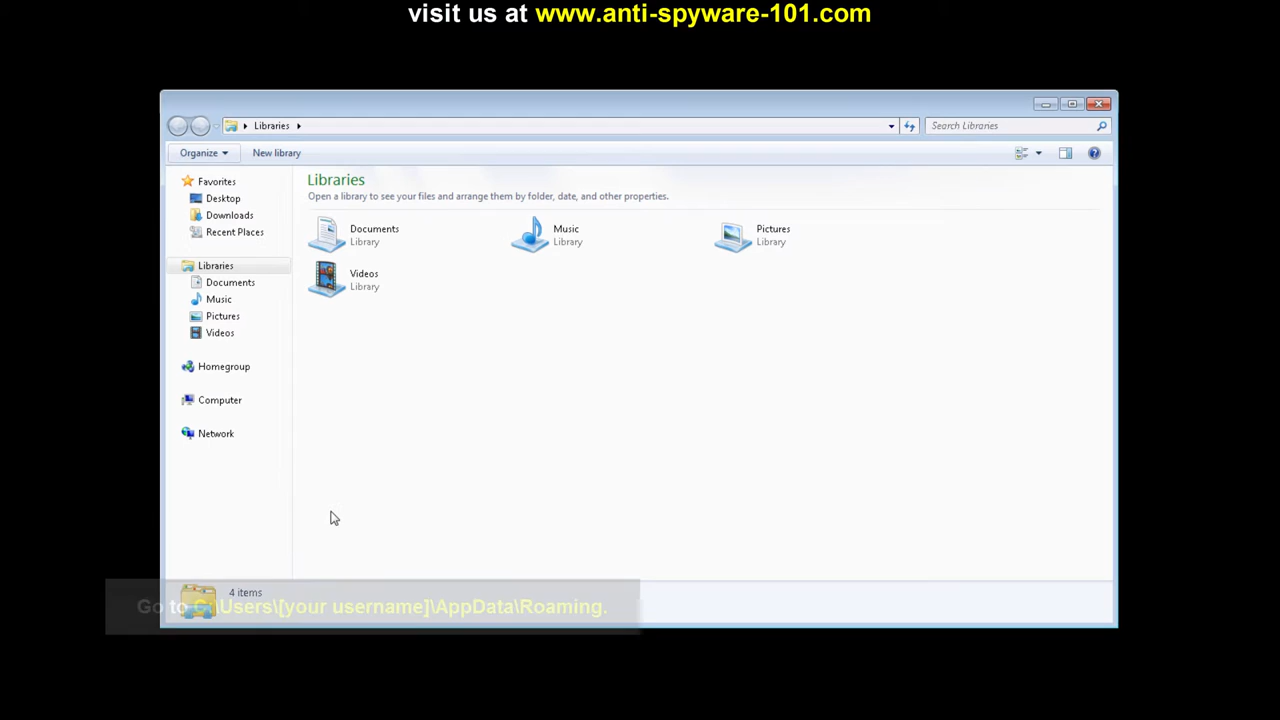 visit us at www.anti-spyware-101.com
Libraries
Search Libraries
Organize
New library
Favorites
Desktop
Downloads
Recent Places
Libraries
Documents
Music
Pictures
Videos
Homegroup
Computer
Network
Libraries
Open a library to see your files and arrange them by folder, date, and other properties.
Documents
Library
Music
Library
Pictures
Library
Videos
Library
4 items
Go to C:\Users\[your username]\AppData\Roaming.